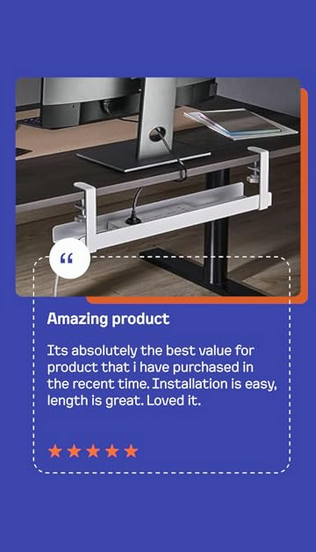 “
Amazing product
Its absolutely the best value for
product that i have purchased in
the recent time. Installation is easy,
length is great. Loved it.